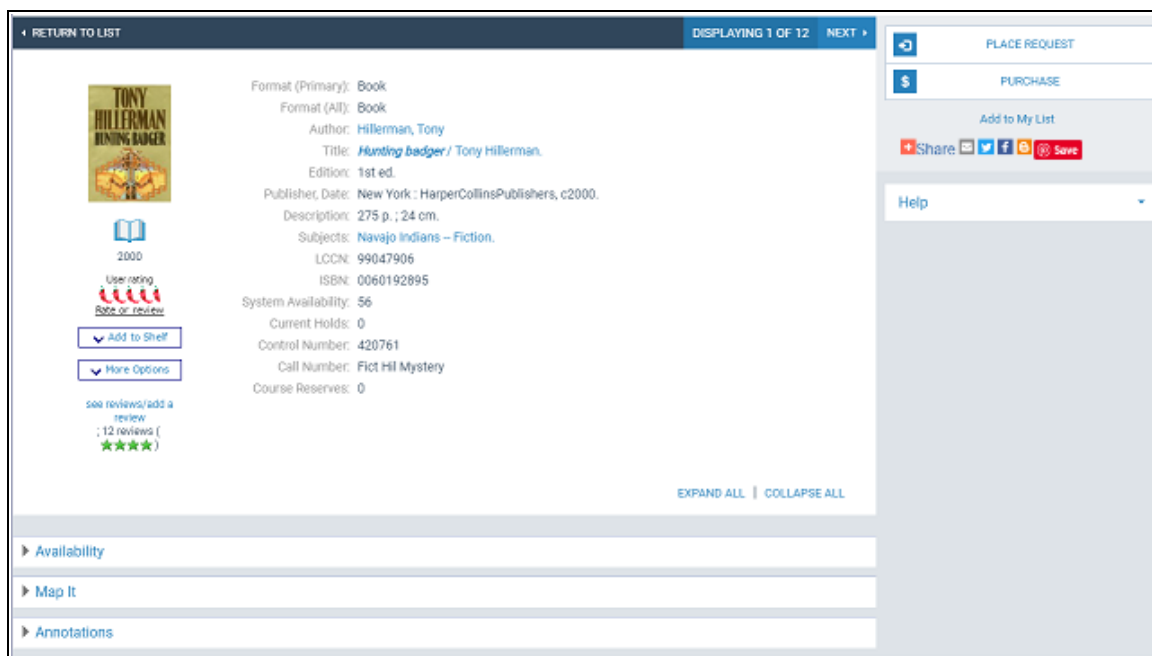 RETURN TO LIST
DISPLAYING 1 OF 12 NEXT
TONY
HILLERMAN
HUNTING BADGER
2000
User rating
Rate or review
Add to Shelf
More Options
see reviews/add a
review
; 12 reviews (
)
Format (Primary): Book
Format (All): Book
Author: Hillerman, Tony
Title: Hunting badger / Tony Hillerman.
Edition: 1st ed.
Publisher, Date: New York : HarperCollinsPublishers, c2000.
Description: 275 p. ; 24 cm.
Subjects: Navajo Indians -- Fiction.
LCCN: 99047906
ISBN: 0060192895
System Availability: 56
Current Holds: 0
Control Number: 420761
Call Number: Fict Hil Mystery
Course Reserves: 0
EXPAND ALL | COLLAPSE ALL
Availability
Map It
Annotations
PLACE REQUEST
$ PURCHASE
Add to My List
Share Save
Help